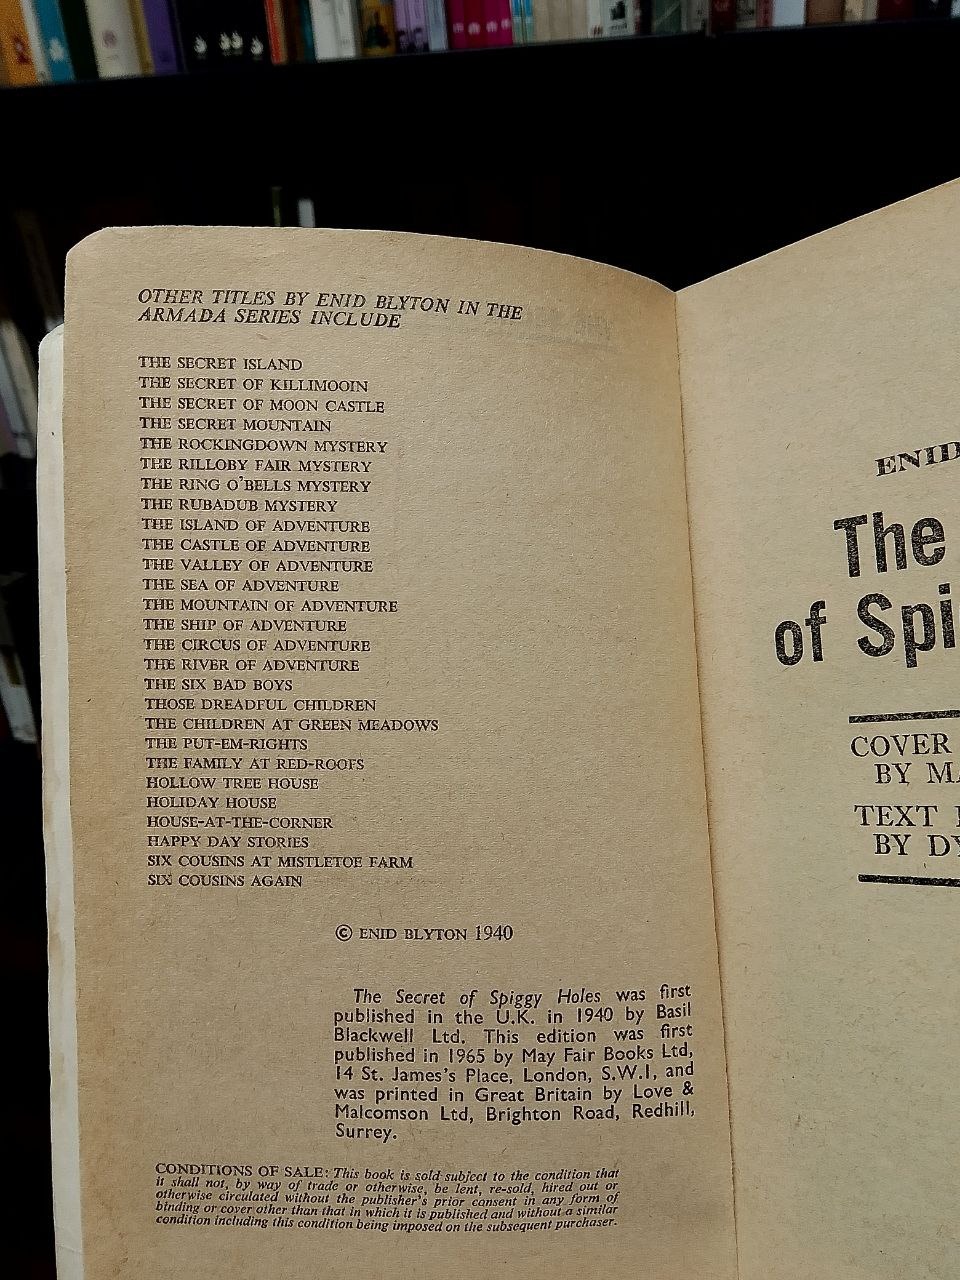 OTHER TITLES BY ENID BLYTON IN THE
ARMADA SERIES INCLUDE
THE SECRET ISLAND
THE SECRET OF KILLIMOOIN
THE SECRET OF MOON CASTLE
THE SECRET MOUNTAIN
THE ROCKINGDOWN MYSTERY
THE RILLOBY FAIR MYSTERY
THE RING O'BELLS MYSTERY
THE RUBADUB MYSTERY
THE ISLAND OF ADVENTURE
THE CASTLE OF ADVENTURE
THE VALLEY OF ADVENTURE
THE SEA OF ADVENTURE
THE MOUNTAIN OF ADVENTURE
THE SHIP OF ADVENTURE
THE CIRCUS OF ADVENTURE
THE RIVER OF ADVENTURE
THE SIX BAD BOYS
THOSE DREADFUL CHILDREN
THE CHILDREN AT GREEN MEADOWS
THE PUT-EM-RIGHTS
THE FAMILY AT RED-ROOFS
HOLLOW TREE HOUSE
HOLIDAY HOUSE
HOUSE-AT-THE-CORNER
HAPPY DAY STORIES
SIX COUSINS AT MISTLETOE FARM
SIX COUSINS AGAIN
© ENID BLYTON 1940
The Secret of Spiggy Holes was first
published in the U.K. in 1940 by Basil
Blackwell Ltd. This edition was first
published in 1965 by May Fair Books Ltd,
14 St. James's Place, London, S.W.1, and
was printed in Great Britain by Love &
Malcomson Ltd, Brighton Road, Redhill,
Surrey.
CONDITIONS OF SALE: This book is sold subject to the condition that
it shall not, by way of trade or otherwise, be lent, re-sold, hired out or
otherwise circulated without the publisher's prior consent in any form of
binding or cover other than that in which it is published and without a similar
condition including this condition being imposed on the subsequent purchaser.
ENID
The
of Spi
COVER
BY MA
TEXT
BY DY